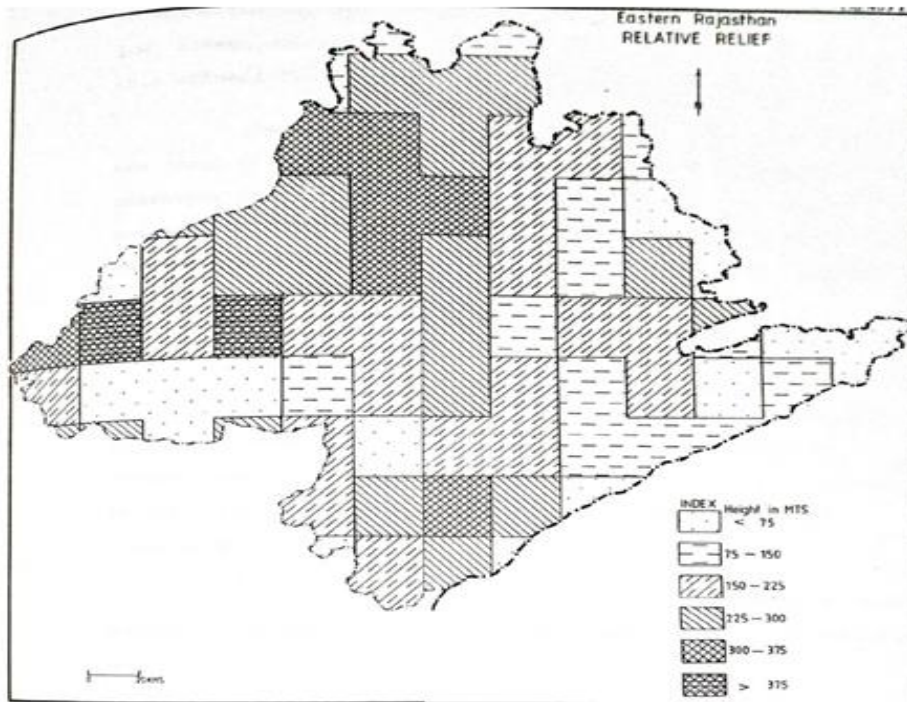 Eastern Rajasthan
RELATIVE RELIEF
INDEX Height in MTS
< 75
75 – 150
150 – 225
225 – 300
300 – 375
> 375